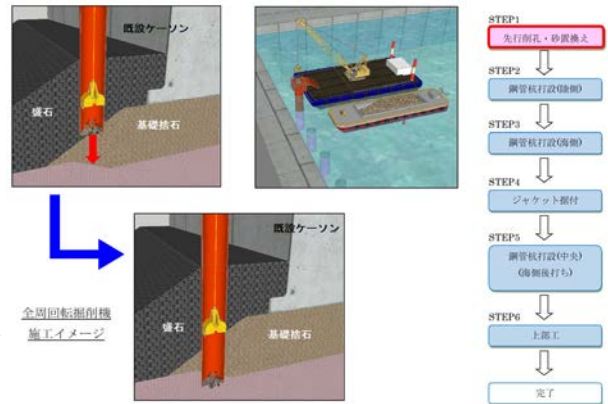 既設ケーソン
盛石
基礎捨石
既設ケーソン
盛石
基礎捨石
全周回転掘削機
施工イメージ
STEP1
先行削孔・砂置換え
STEP2
鋼管杭打設(陸側)
STEP3
鋼管杭打設(海側)
STEP4
ジャケット据付
STEP5
鋼管杭打設(中央)
(海側後打ち)
STEP6
上部工
完了